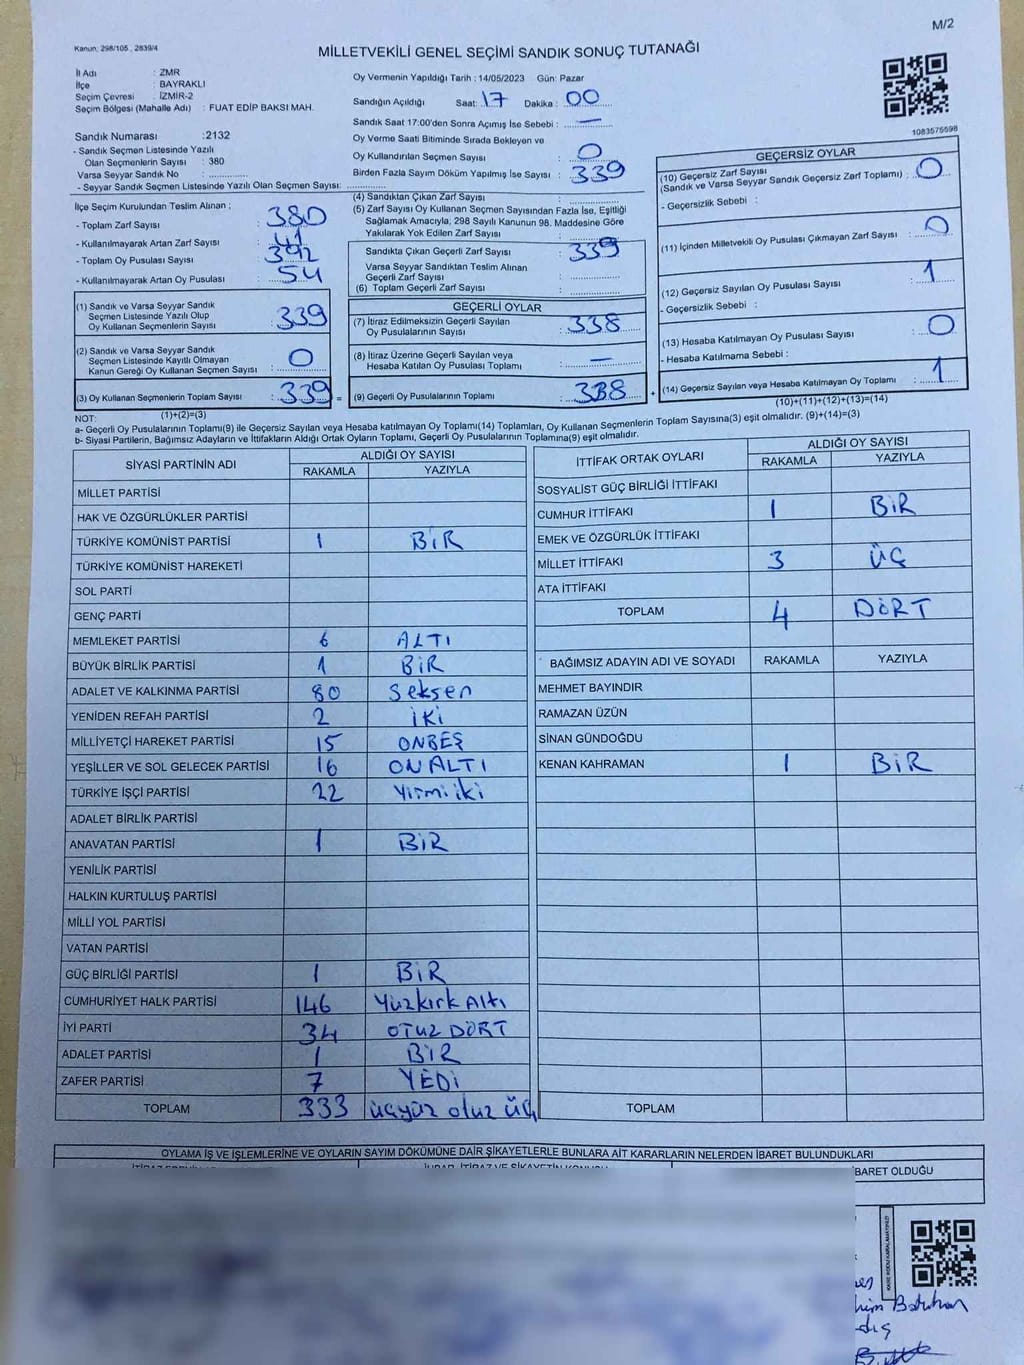 M/2
Kanun: 298/105 , 2839/4
MİLLETVEKİLİ GENEL SEÇİMİ SANDIK SONUÇ TUTANAĞI
İl Adı : ZMR
İlçe : BAYRAKLI
Seçim Çevresi : İZMİR-2
Seçim Bölgesi (Mahalle Adı) : FUAT EDİP BAKSI MAH.
Sandık Numarası :2132
- Sandık Seçmen Listesinde Yazılı
Olan Seçmenlerin Sayısı : 380
Varsa Seyyar Sandık No :
- Seyyar Sandık Seçmen Listesinde Yazılı Olan Seçmen Sayısı:
Oy Vermenin Yapıldığı Tarih : 14/05/2023 Gün: Pazar
Sandığın Açıldığı Saat: 17 Dakika : 00
Sandık Saat 17:00'den Sonra Açımış İse Sebebi : —
Oy Verme Saati Bitiminde Sırada Bekleyen ve
Oy Kullandırılan Seçmen Sayısı : 0
Birden Fazla Sayım Döküm Yapılmış İse Sayısı : 339
1083575598
İlçe Seçim Kurulundan Teslim Alınan ;
- Toplam Zarf Sayısı : 380
- Kullanılmayarak Artan Zarf Sayısı : 41
- Toplam Oy Pusulası Sayısı : 392
- Kullanılmayarak Artan Oy Pusulası : 54
(1) Sandık ve Varsa Seyyar Sandık
Seçmen Listesinde Yazılı Olup
Oy Kullanan Seçmenlerin Sayısı : 339
(2) Sandık ve Varsa Seyyar Sandık
Seçmen Listesinde Kayıtlı Olmayan
Kanun Gereği Oy Kullanan Seçmen Sayısı : 0
(3) Oy Kullanan Seçmenlerin Toplam Sayısı : 339 =
(1)+(2)=(3)
(4) Sandıktan Çıkan Zarf Sayısı :
(5) Zarf Sayısı Oy Kullanan Seçmen Sayısından Fazla İse, Eşitliği
Sağlamak Amacıyla, 298 Sayılı Kanunun 98. Maddesine Göre
Yakılarak Yok Edilen Zarf Sayısı :
Sandıkta Çıkan Geçerli Zarf Sayısı : 339
Varsa Seyyar Sandıktan Teslim Alınan
Geçerli Zarf Sayısı :
(6) Toplam Geçerli Zarf Sayısı :
GEÇERLİ OYLAR
(7) İtiraz Edilmeksizin Geçerli Sayılan
Oy Pusulalarının Sayısı : 338
(8) İtiraz Üzerine Geçerli Sayılan veya
Hesaba Katılan Oy Pusulası Toplamı : —
(9) Geçerli Oy Pusulalarının Toplamı : 338 +
GEÇERSİZ OYLAR
(10) Geçersiz Zarf Sayısı
(Sandık ve Varsa Seyyar Sandık Geçersiz Zarf Toplamı) : 0
- Geçersizlik Sebebi :
(11) İçinden Milletvekili Oy Pusulası Çıkmayan Zarf Sayısı : 0
(12) Geçersiz Sayılan Oy Pusulası Sayısı : 1
- Geçersizlik Sebebi :
(13) Hesaba Katılmayan Oy Pusulası Sayısı : 0
- Hesaba Katılmama Sebebi :
(14) Geçersiz Sayılan veya Hesaba Katılmayan Oy Toplamı : 1
(10)+(11)+(12)+(13)=(14)
NOT:
a- Geçerli Oy Pusulalarının Toplamı(9) ile Geçersiz Sayılan veya Hesaba katılmayan Oy Toplamı(14) Toplamları, Oy Kullanan Seçmenlerin Toplam Sayısına(3) eşit olmalıdır. (9)+(14)=(3)
b- Siyasi Partilerin, Bağımsız Adayların ve İttifakların Aldığı Ortak Oyların Toplamı, Geçerli Oy Pusulalarının Toplamına(9) eşit olmalıdır.
SİYASİ PARTİNİN ADI ALDIĞI OY SAYISI
RAKAMLA YAZIYLA
MİLLET PARTİSİ
HAK VE ÖZGÜRLÜKLER PARTİSİ
TÜRKİYE KOMÜNİST PARTİSİ 1 BİR
TÜRKİYE KOMÜNİST HAREKETİ
SOL PARTİ
GENÇ PARTİ
MEMLEKET PARTİSİ 6 ALTI
BÜYÜK BİRLİK PARTİSİ 1 BİR
ADALET VE KALKINMA PARTİSİ 80 Seksen
YENİDEN REFAH PARTİSİ 2 İKİ
MİLLİYETÇİ HAREKET PARTİSİ 15 ONBEŞ
YEŞİLLER VE SOL GELECEK PARTİSİ 16 ON ALTI
TÜRKİYE İŞÇİ PARTİSİ 22 Yirmi iki
ADALET BİRLİK PARTİSİ
ANAVATAN PARTİSİ 1 BİR
YENİLİK PARTİSİ
HALKIN KURTULUŞ PARTİSİ
MİLLİ YOL PARTİSİ
VATAN PARTİSİ
GÜÇ BİRLİĞİ PARTİSİ 1 BİR
CUMHURİYET HALK PARTİSİ 146 Yüzkırk Altı
İYİ PARTİ 34 OTUZ DÖRT
ADALET PARTİSİ 1 BİR
ZAFER PARTİSİ 7 YEDİ
TOPLAM 333 üçyüz otuz üç
İTTİFAK ORTAK OYLARI ALDIĞI OY SAYISI
RAKAMLA YAZIYLA
SOSYALİST GÜÇ BİRLİĞİ İTTİFAKI
CUMHUR İTTİFAKI 1 BİR
EMEK VE ÖZGÜRLÜK İTTİFAKI
MİLLET İTTİFAKI 3 ÜÇ
ATA İTTİFAKI
TOPLAM 4 DÖRT
BAĞIMSIZ ADAYIN ADI VE SOYADI RAKAMLA YAZIYLA
MEHMET BAYINDIR
RAMAZAN ÜZÜN
SİNAN GÜNDOĞDU
KENAN KAHRAMAN 1 BİR
TOPLAM
OYLAMA İŞ VE İŞLEMLERİNE VE OYLARIN SAYIM DÖKÜMÜNE DAİR ŞİKAYETLERLE BUNLARA AİT KARARLARIN NELERDEN İBARET BULUNDUKLARI
BARET OLDUĞU
Batuhan